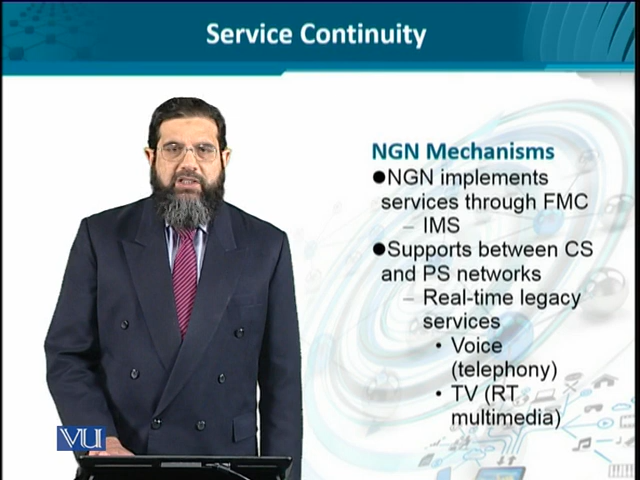 Service Continuity
NGN Mechanisms
●NGN implements
services through FMC
– IMS
●Supports between CS
and PS networks
– Real-time legacy
services
• Voice
(telephony)
• TV (RT
multimedia)
VU